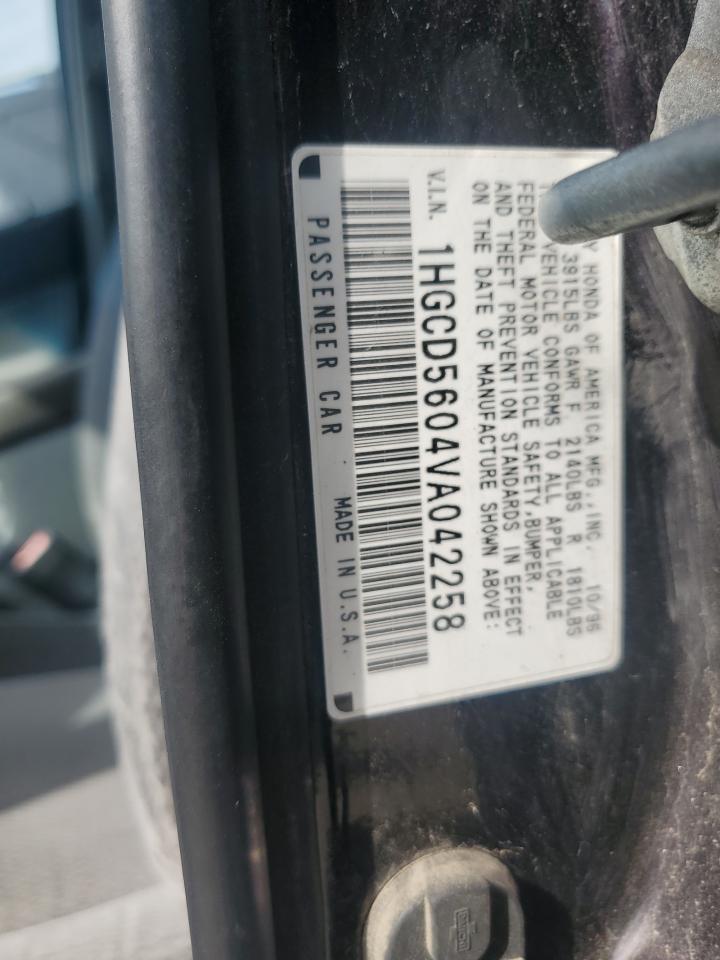 HONDA OF AMERICA MFG., INC. 10/96
3915LBS GAWR F 2140LBS R 1810LBS
VEHICLE CONFORMS TO ALL APPLICABLE
FEDERAL MOTOR VEHICLE SAFETY, BUMPER,
AND THEFT PREVENTION STANDARDS IN EFFECT
ON THE DATE OF MANUFACTURE SHOWN ABOVE:
V.I.N. 1HGCD5604VA042258
PASSENGER CAR MADE IN U.S.A.